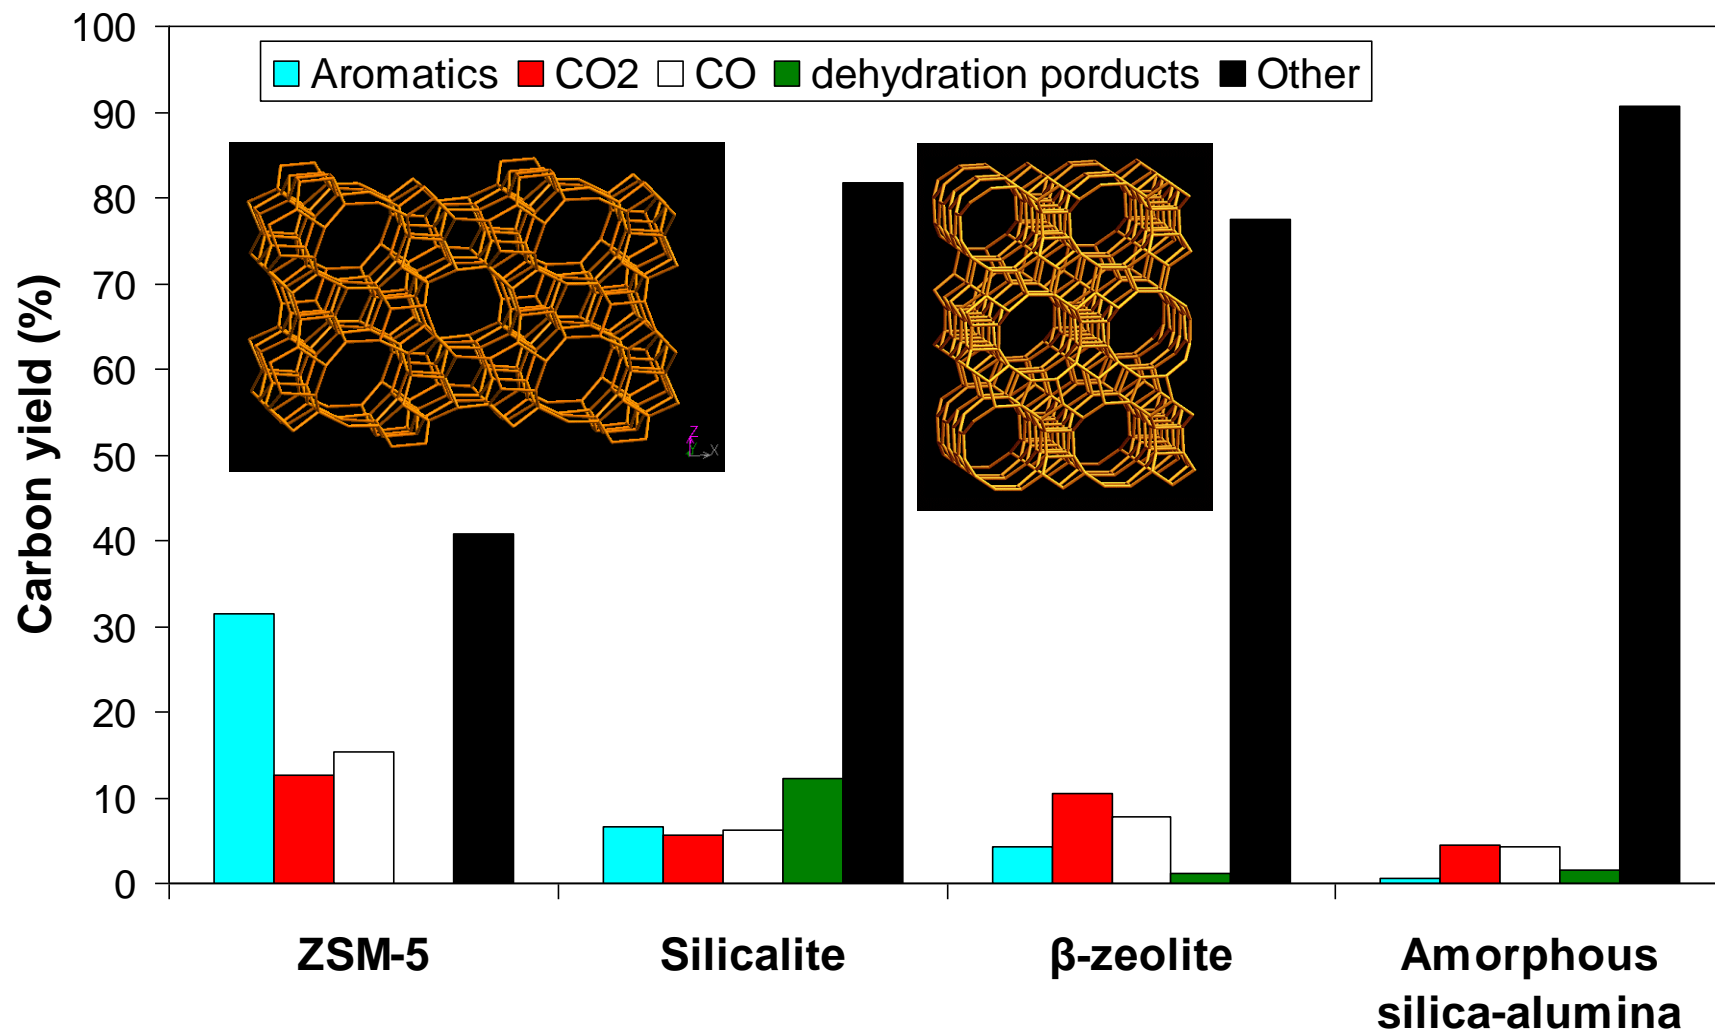 100
90
80
70
60
50
40
30
20
10
0
Carbon yield (%)
Aromatics CO2 CO dehydration porducts Other
Z
X
ZSM-5 Silicalite β-zeolite Amorphous
silica-alumina